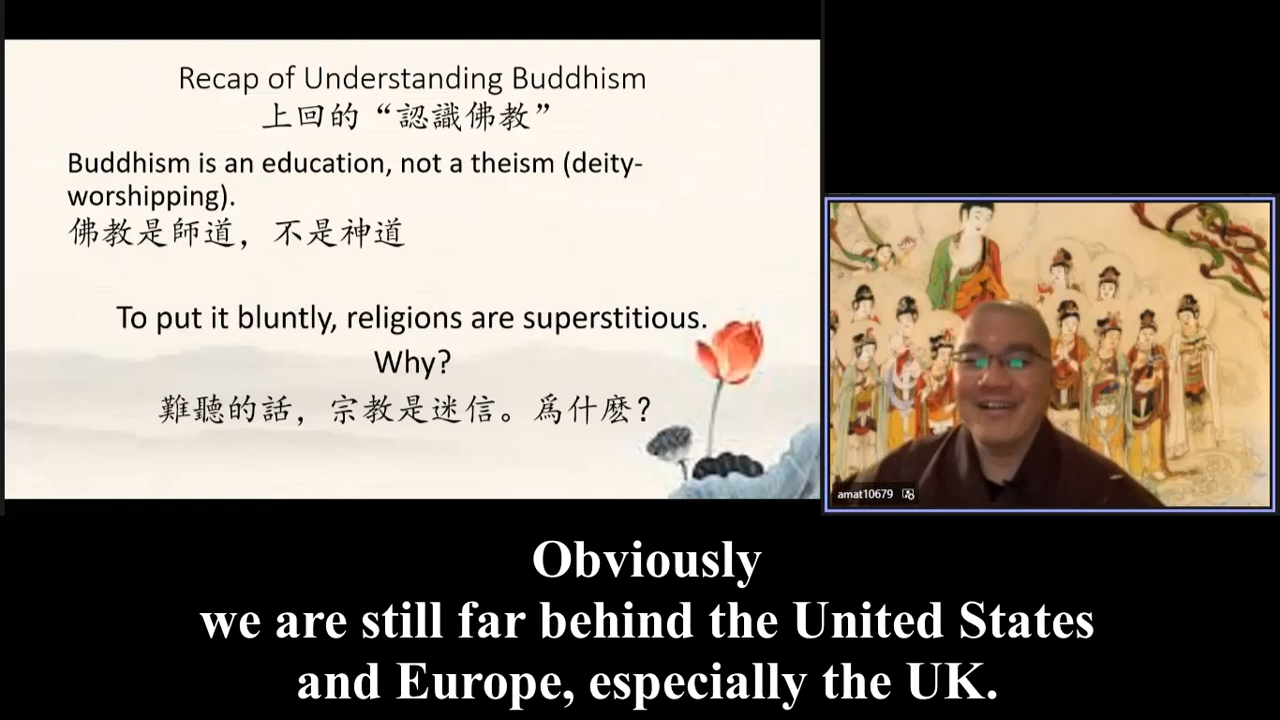 Recap of Understanding Buddhism
上回的“認識佛教”
Buddhism is an education, not a theism (deity-
worshipping).
佛教是師道，不是神道
To put it bluntly, religions are superstitious.
Why?
難聽的話，宗教是迷信。爲什麽？
amat10679
Obviously
we are still far behind the United States
and Europe, especially the UK.